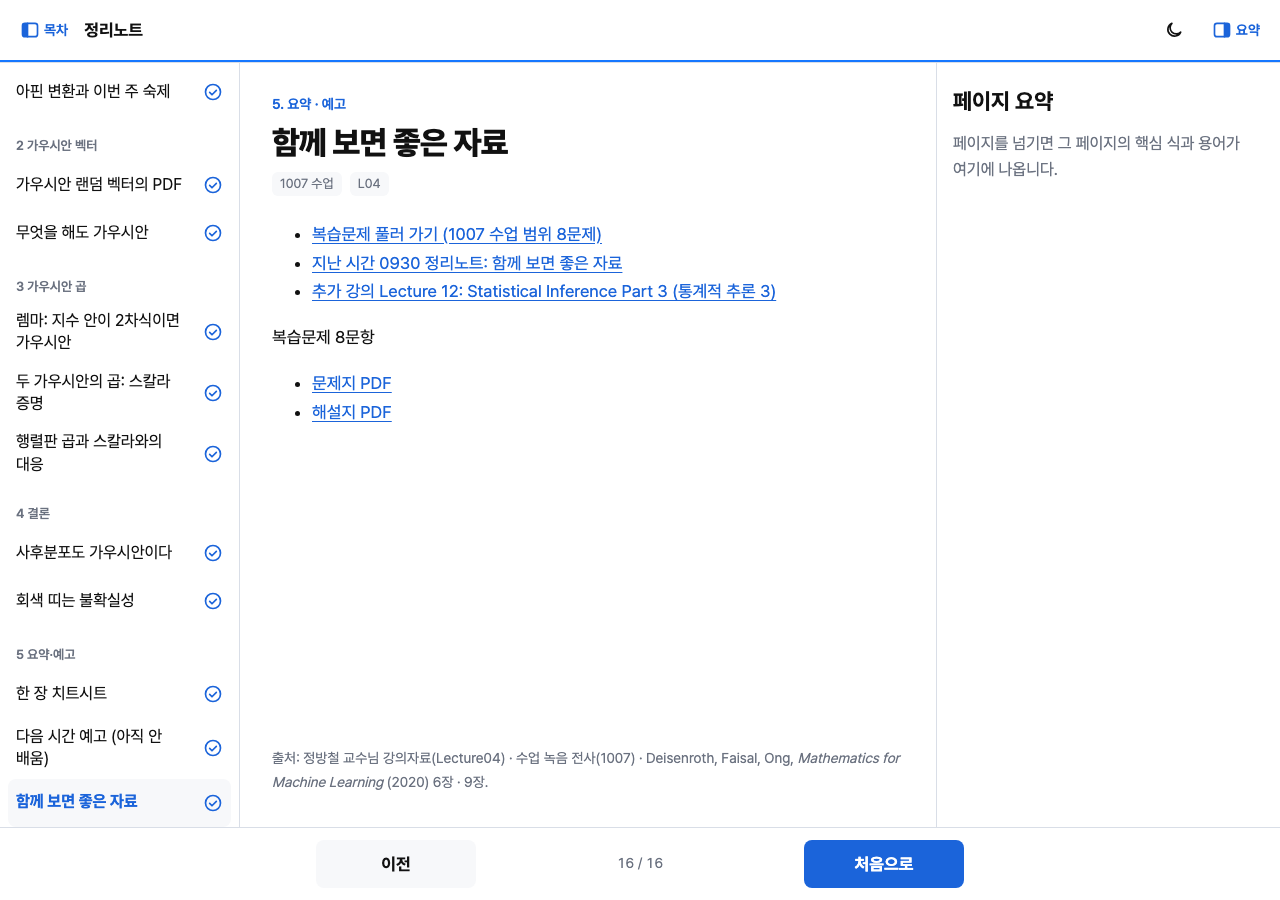 목차
정리노트
요약
아핀 변환과 이번 주 숙제
2 가우시안 벡터
가우시안 랜덤 벡터의 PDF
무엇을 해도 가우시안
3 가우시안 곱
렘마: 지수 안이 2차식이면
가우시안
두 가우시안의 곱: 스칼라
증명
행렬판 곱과 스칼라와의
대응
4 결론
사후분포도 가우시안이다
회색 띠는 불확실성
5 요약·예고
한 장 치트시트
다음 시간 예고 (아직 안
배움)
함께 보면 좋은 자료
5. 요약 · 예고
함께 보면 좋은 자료
1007 수업
L04
복습문제 풀러 가기 (1007 수업 범위 8문제)
지난 시간 0930 정리노트: 함께 보면 좋은 자료
추가 강의 Lecture 12: Statistical Inference Part 3 (통계적 추론 3)
복습문제 8문항
문제지 PDF
해설지 PDF
출처: 정방철 교수님 강의자료(Lecture04) · 수업 녹음 전사(1007) · Deisenroth, Faisal, Ong, Mathematics for
Machine Learning (2020) 6장 · 9장.
페이지 요약
페이지를 넘기면 그 페이지의 핵심 식과 용어가
여기에 나옵니다.
이전
16 / 16
처음으로